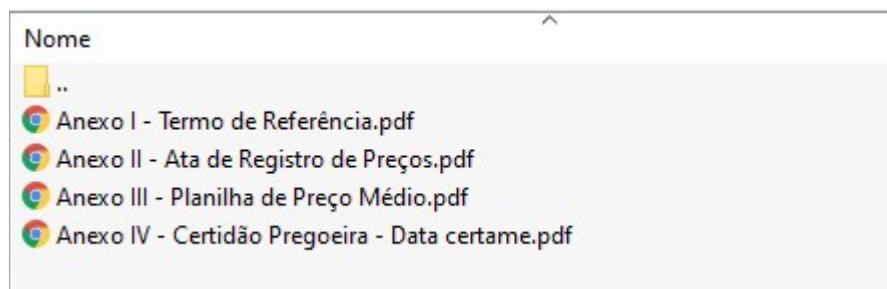 Nome
..
Anexo I - Termo de Referência.pdf
Anexo II - Ata de Registro de Preços.pdf
Anexo III - Planilha de Preço Médio.pdf
Anexo IV - Certidão Pregoeira - Data certame.pdf